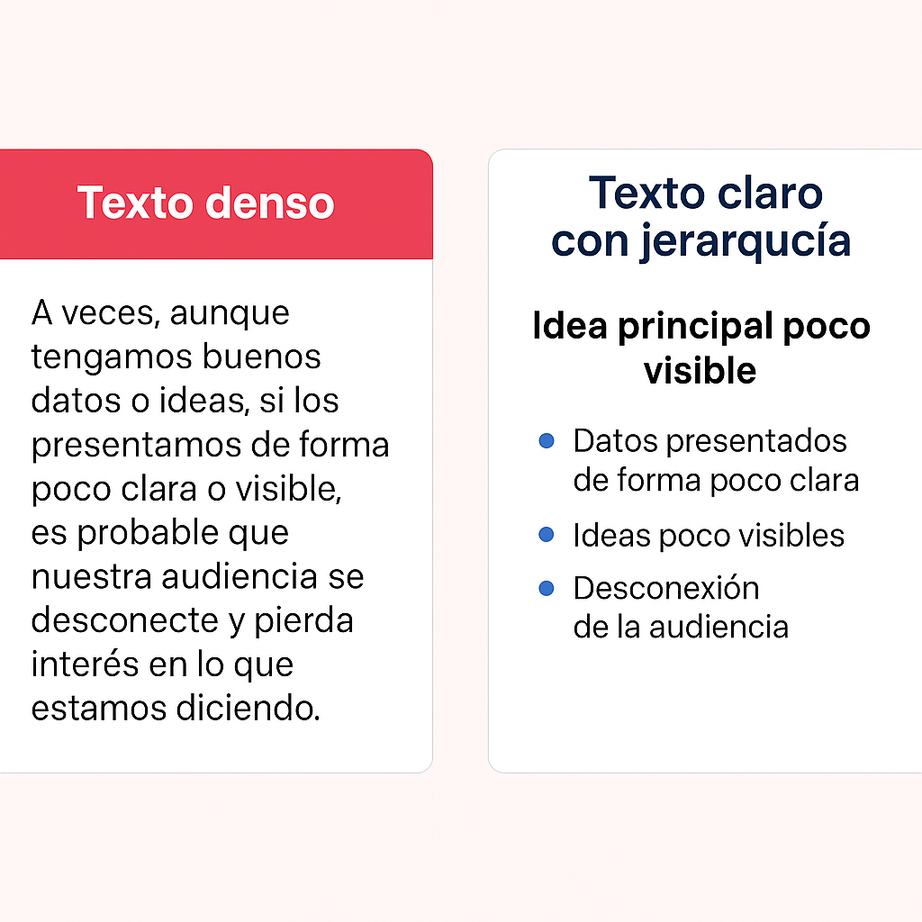 Texto denso
A veces, aunque
tengamos buenos
datos o ideas, si los
presentamos de forma
poco clara o visible,
es probable que
nuestra audiencia se
desconecte y pierda
interés en lo que
estamos diciendo.
Texto claro
con jerarqucía
Idea principal poco
visible
Datos presentados
de forma poco clara
Ideas poco visibles
Desconexión
de la audiencia